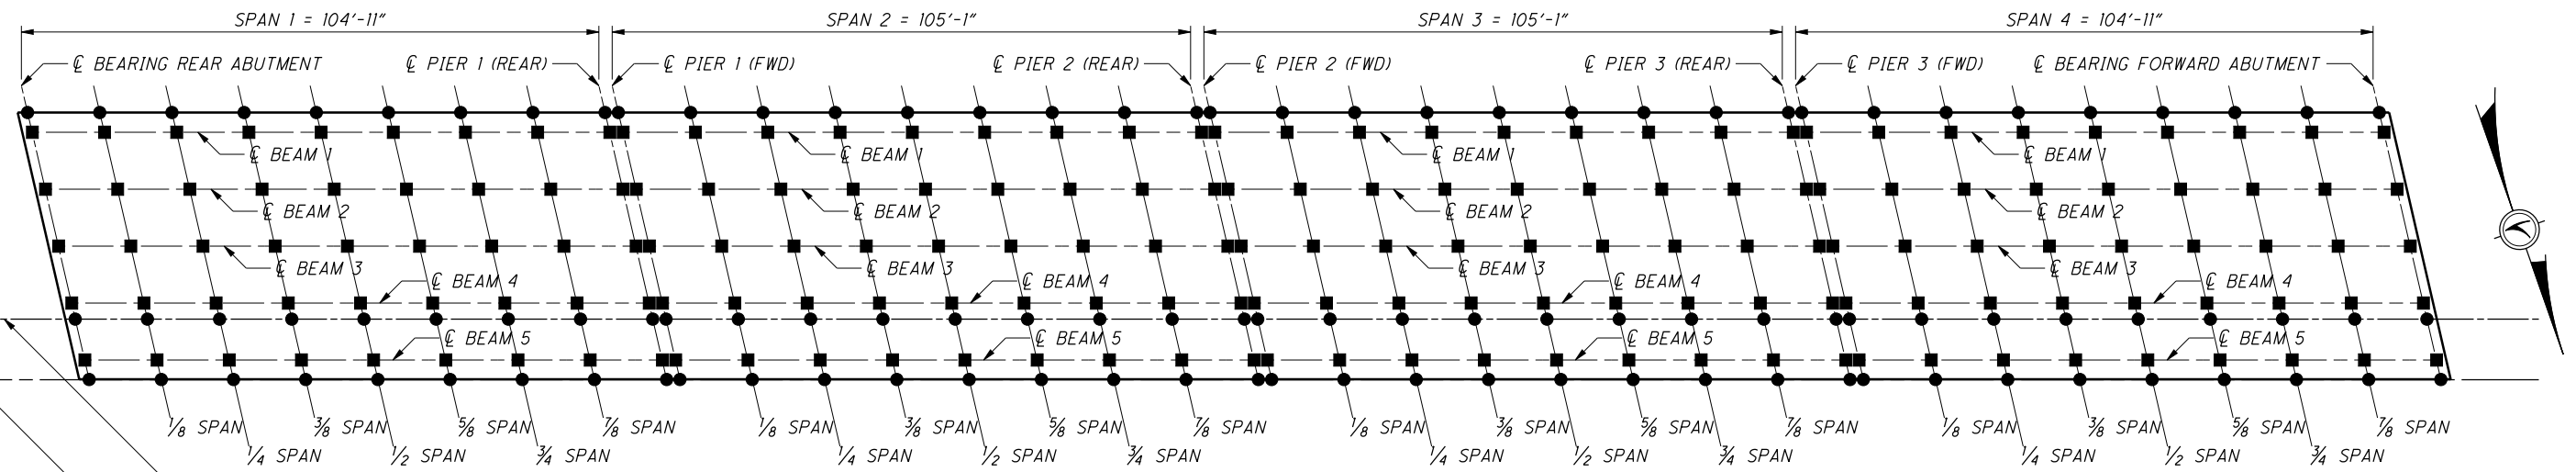 SPAN 1 = 104'-11" SPAN 2 = 105'-1" SPAN 3 = 105'-1" SPAN 4 = 104'-11"
℄ BEARING REAR ABUTMENT ℄ PIER 1 (REAR) ℄ PIER 1 (FWD) ℄ PIER 2 (REAR) ℄ PIER 2 (FWD) ℄ PIER 3 (REAR) ℄ PIER 3 (FWD) ℄ BEARING FORWARD ABUTMENT
℄ BEAM 1 ℄ BEAM 1 ℄ BEAM 1 ℄ BEAM 1
℄ BEAM 2 ℄ BEAM 2 ℄ BEAM 2 ℄ BEAM 2
℄ BEAM 3 ℄ BEAM 3 ℄ BEAM 3 ℄ BEAM 3
℄ BEAM 4 ℄ BEAM 4 ℄ BEAM 4 ℄ BEAM 4
℄ BEAM 5 ℄ BEAM 5 ℄ BEAM 5 ℄ BEAM 5
1/8 SPAN 3/8 SPAN 5/8 SPAN 7/8 SPAN 1/8 SPAN 3/8 SPAN 5/8 SPAN 7/8 SPAN 1/8 SPAN 3/8 SPAN 5/8 SPAN 7/8 SPAN 1/8 SPAN 3/8 SPAN 5/8 SPAN 7/8 SPAN
1/4 SPAN 1/2 SPAN 3/4 SPAN 1/4 SPAN 1/2 SPAN 3/4 SPAN 1/4 SPAN 1/2 SPAN 3/4 SPAN 1/4 SPAN 1/2 SPAN 3/4 SPAN